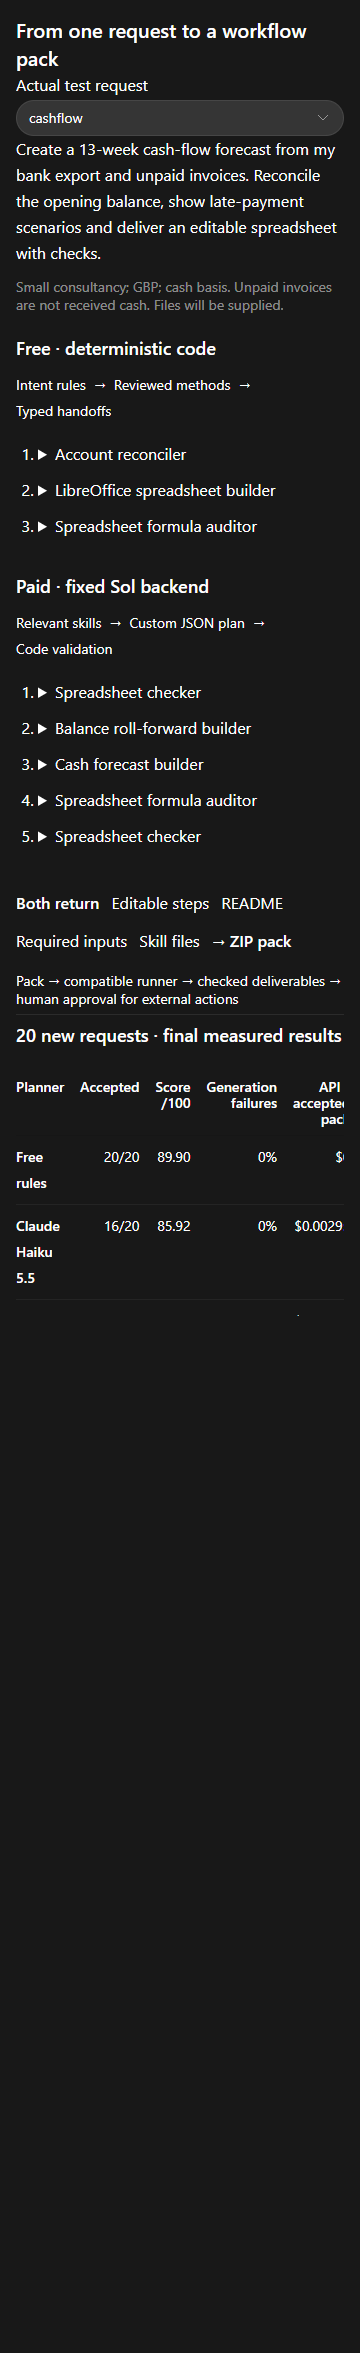 From one request to a workflow
pack
Actual test request
cashflow
Create a 13-week cash-flow forecast from my
bank export and unpaid invoices. Reconcile
the opening balance, show late-payment
scenarios and deliver an editable spreadsheet
with checks.
Small consultancy; GBP; cash basis. Unpaid invoices
are not received cash. Files will be supplied.
Free · deterministic code
Intent rules → Reviewed methods →
Typed handoffs
1. ▶ Account reconciler
2. ▶ LibreOffice spreadsheet builder
3. ▶ Spreadsheet formula auditor
Paid · fixed Sol backend
Relevant skills → Custom JSON plan →
Code validation
1. ▶ Spreadsheet checker
2. ▶ Balance roll-forward builder
3. ▶ Cash forecast builder
4. ▶ Spreadsheet formula auditor
5. ▶ Spreadsheet checker
Both return Editable steps README
Required inputs Skill files → ZIP pack
Pack → compatible runner → checked deliverables →
human approval for external actions
20 new requests · final measured results
Planner Accepted Score Generation API
/100 failures
Free 20/20 89.90 0%
rules
Claude 16/20 85.92 0% $0.0029
Haiku
5.5